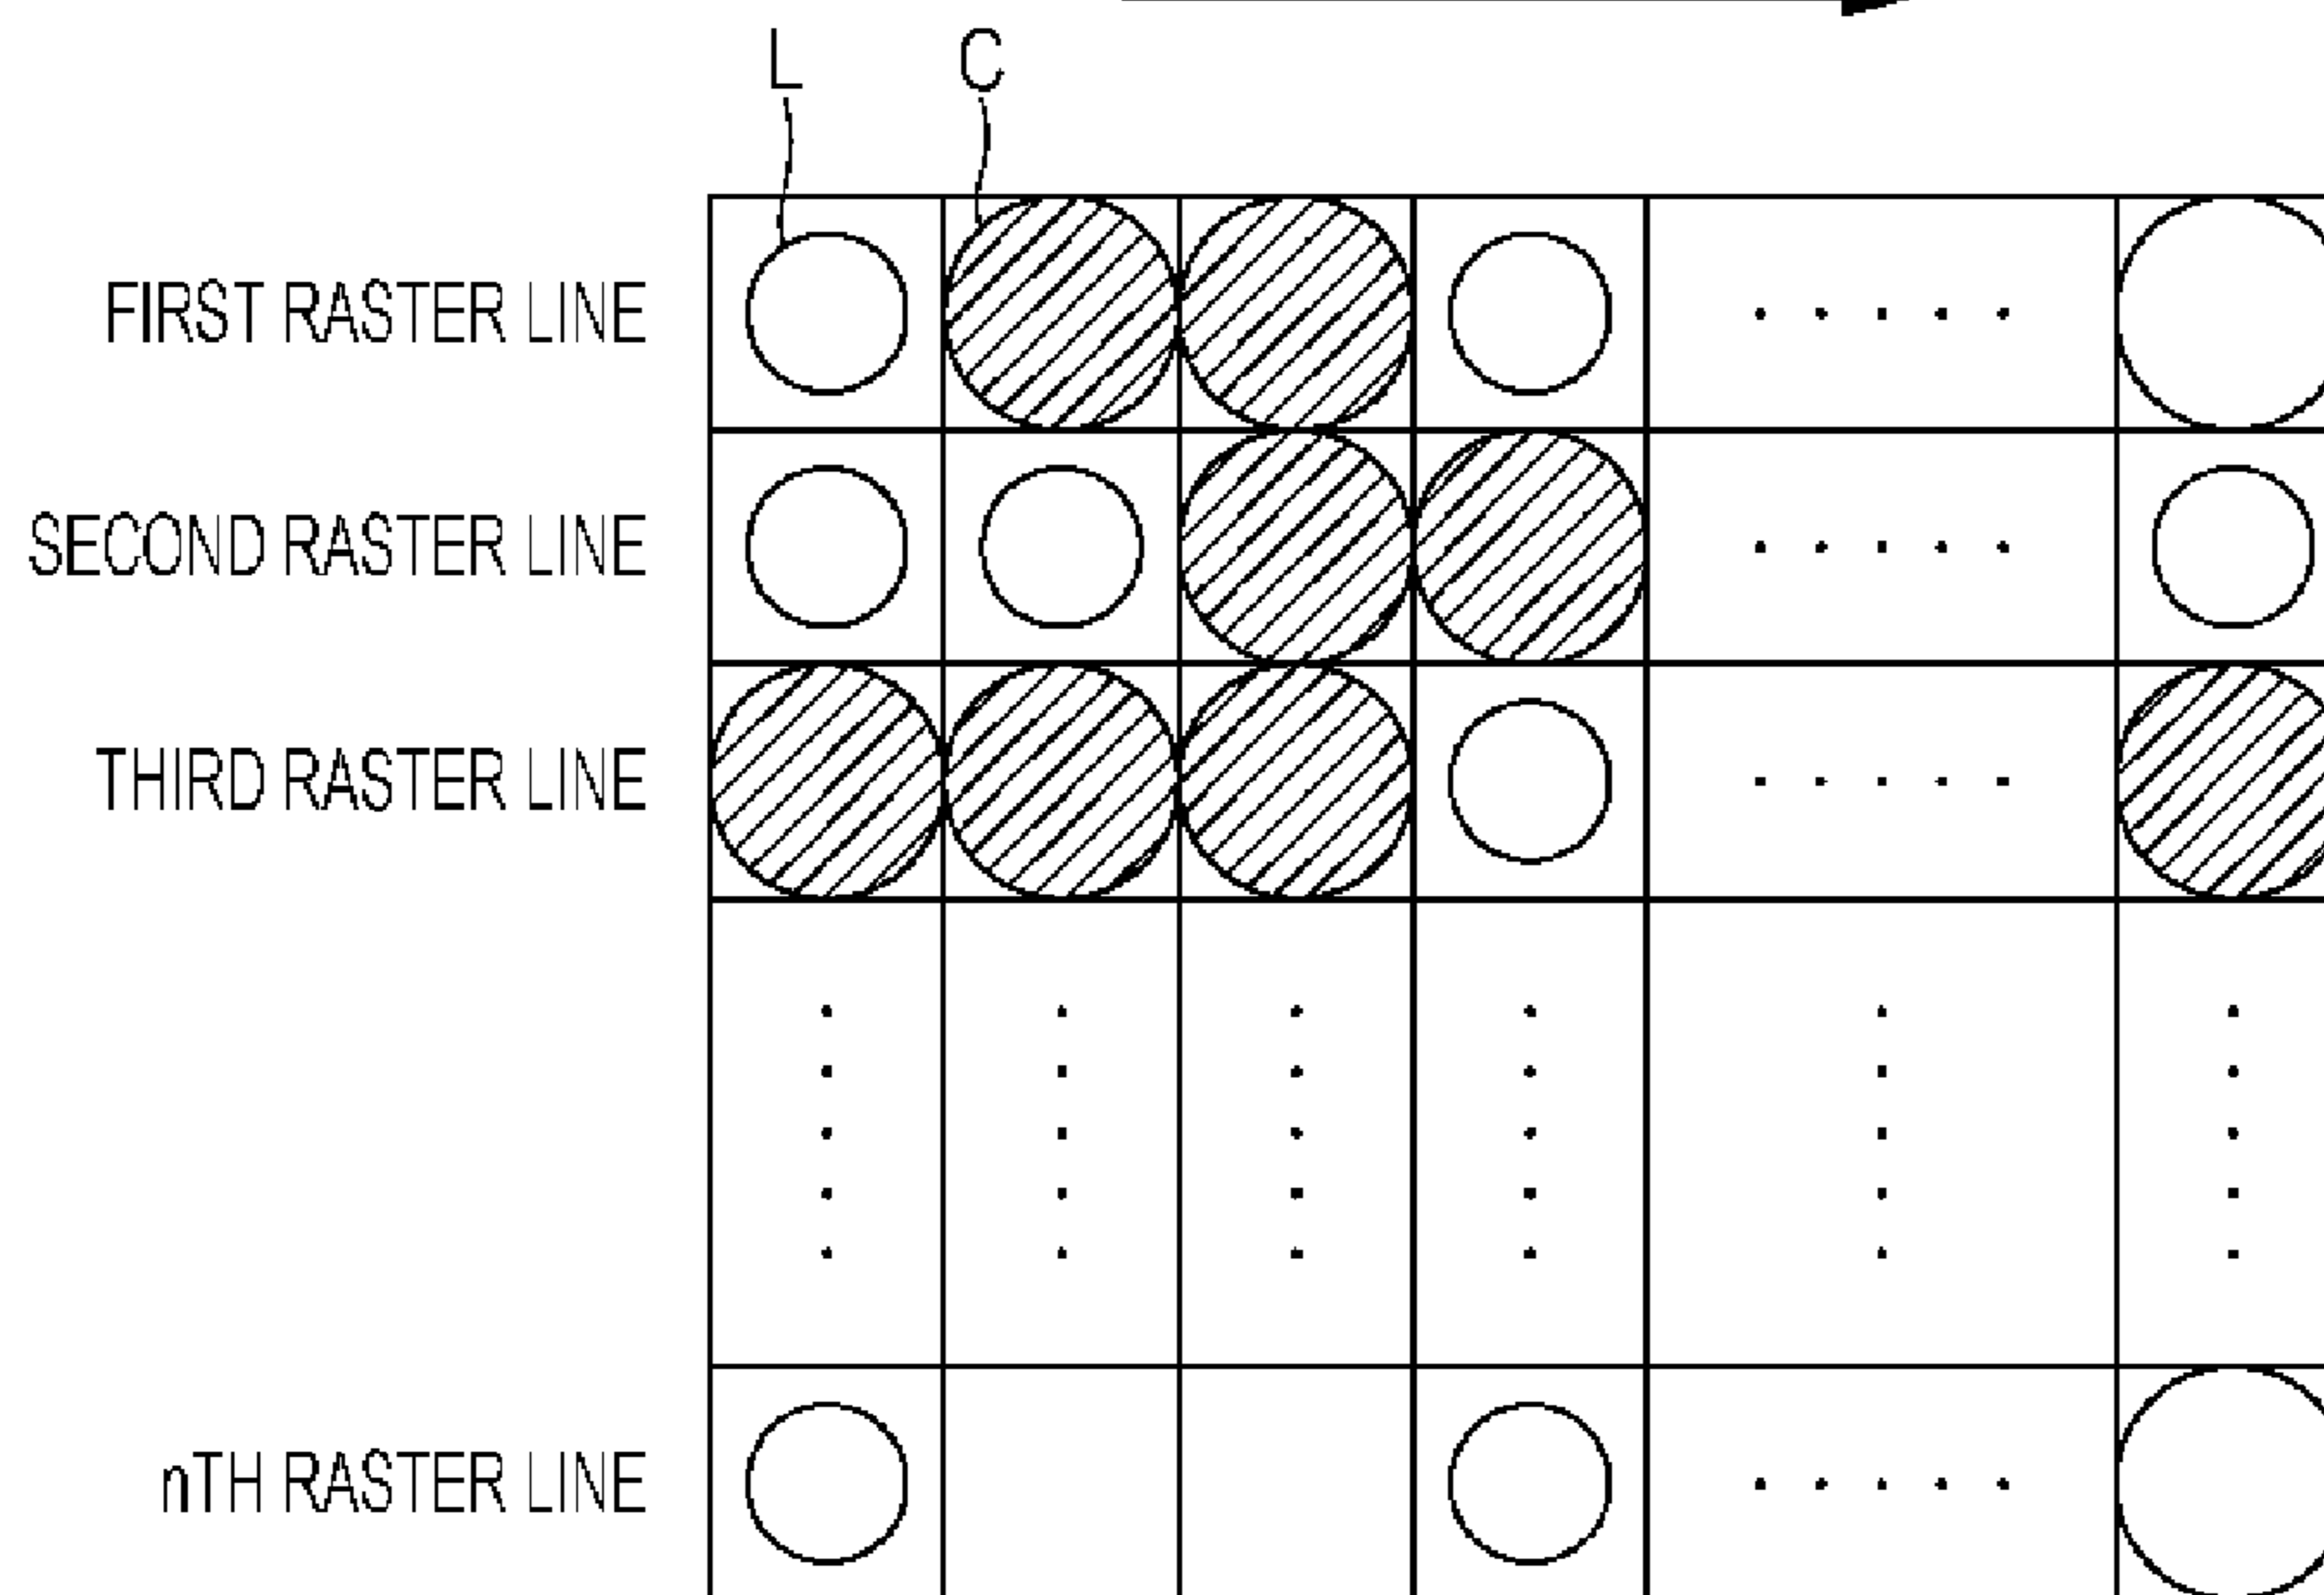 L C
FIRST RASTER LINE
SECOND RASTER LINE
THIRD RASTER LINE
nTH RASTER LINE